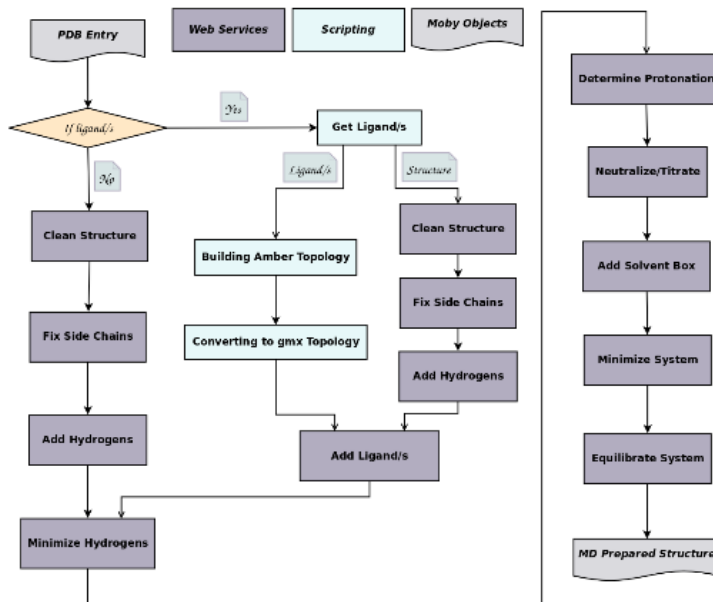 PDB Entry
Web Services
Scripting
Moby Objects
If ligand/s
Yes
No
Get Ligand/s
Ligand/s
Structure
Clean Structure
Fix Side Chains
Add Hydrogens
Minimize Hydrogens
Building Amber Topology
Converting to gmx Topology
Clean Structure
Fix Side Chains
Add Hydrogens
Add Ligand/s
Determine Protonation
Neutralize/Titrate
Add Solvent Box
Minimize System
Equilibrate System
MD Prepared Structure